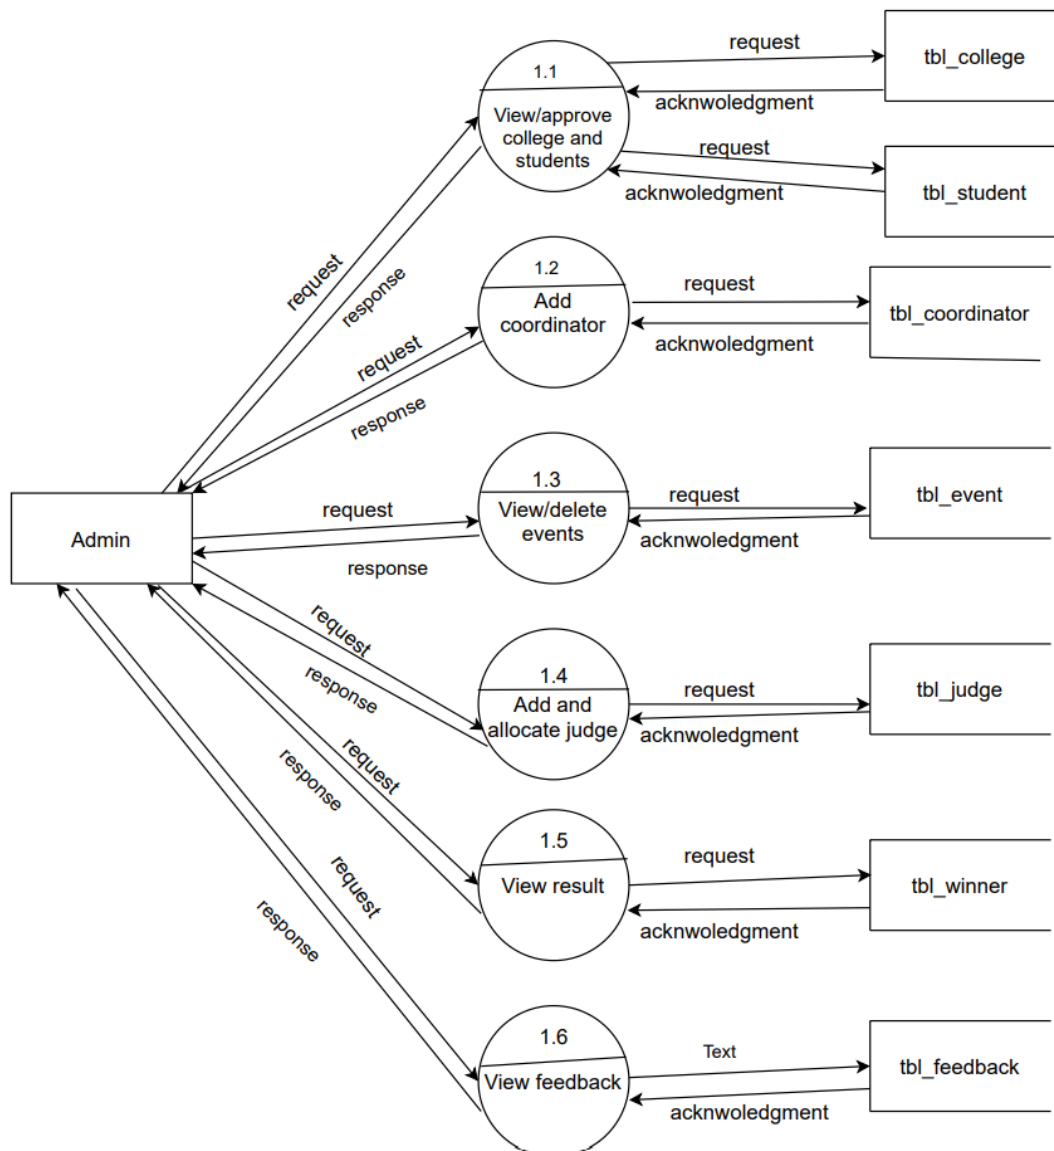 request
tbl_college
1.1
acknwoledgment
View/approve
college and
students
request
tbl_student
acknwoledgment
request
response
1.2
Add
coordinator
request
tbl_coordinator
acknwoledgment
request
response
1.3
View/delete
events
request
tbl_event
acknwoledgment
request
Admin
response
request
response
1.4
Add and
allocate judge
request
tbl_judge
acknwoledgment
request
response
1.5
View result
request
tbl_winner
acknwoledgment
request
response
1.6
View feedback
Text
tbl_feedback
acknwoledgment